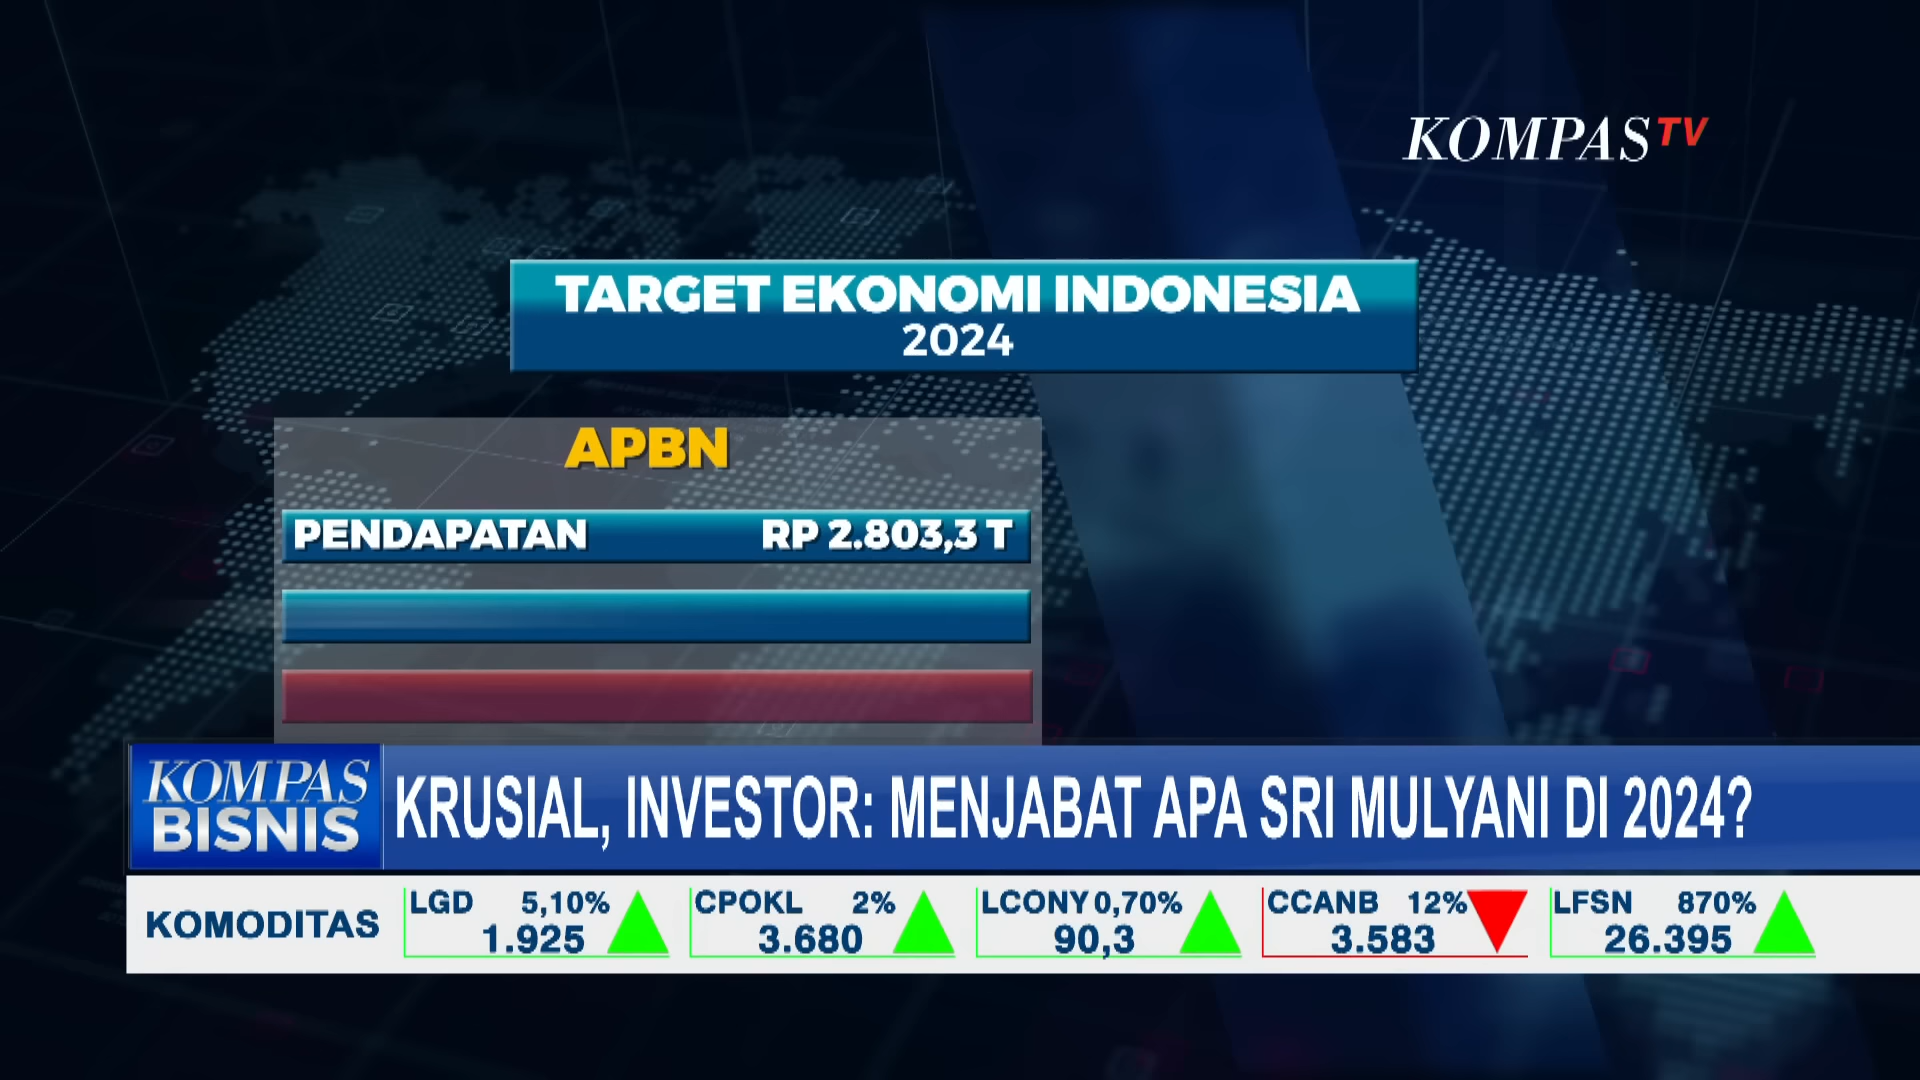 KOMPAS TV
TARGET EKONOMI INDONESIA
2024
APBN
PENDAPATAN RP 2.803,3 T
KOMPAS
BISNIS
KRUSIAL, INVESTOR: MENJABAT APA SRI MULYANI DI 2024?
KOMODITAS
LGD 5,10%
1.925
CPOKL 2%
3.680
LCONY 0,70%
90,3
CCANB 12%
3.583
LFSN 870%
26.395